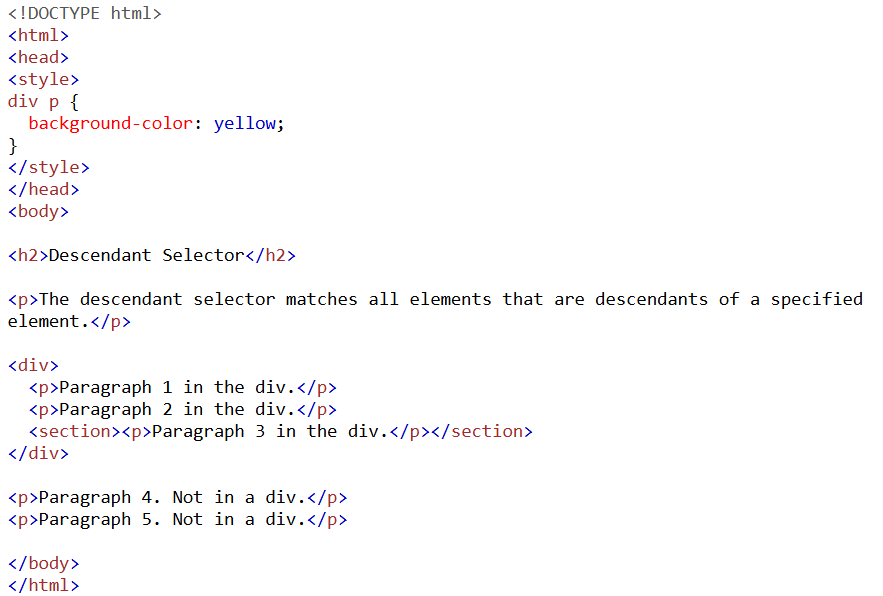 <!DOCTYPE html>
<html>
<head>
<style>
div p {
  background-color: yellow;
}
</style>
</head>
<body>

<h2>Descendant Selector</h2>

<p>The descendant selector matches all elements that are descendants of a specified
element.</p>

<div>
  <p>Paragraph 1 in the div.</p>
  <p>Paragraph 2 in the div.</p>
  <section><p>Paragraph 3 in the div.</p></section>
</div>

<p>Paragraph 4. Not in a div.</p>
<p>Paragraph 5. Not in a div.</p>

</body>
</html>